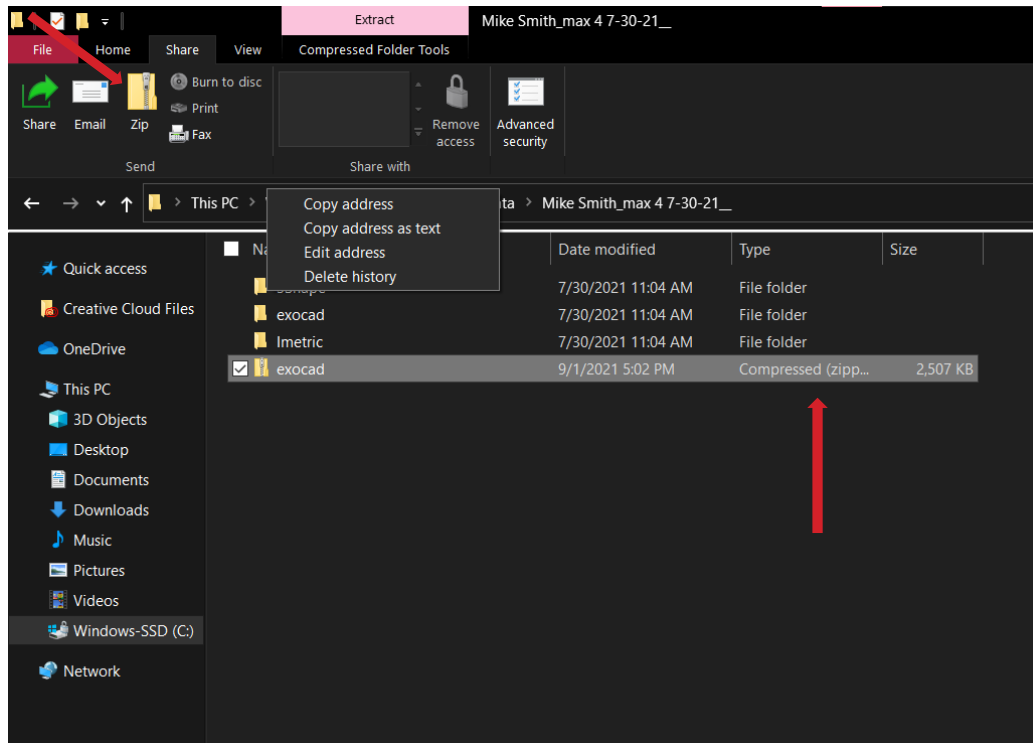 Extract
Mike Smith_max 4 7-30-21__
File
Home
Share
View
Compressed Folder Tools
Share
Email
Zip
Burn to disc
Print
Fax
Remove
access
Advanced
security
Send
Share with
This PC
Mike Smith_max 4 7-30-21__
Copy address
Copy address as text
Edit address
Delete history
Date modified
Type
Size
7/30/2021 11:04 AM
File folder
exocad
7/30/2021 11:04 AM
File folder
Imetric
7/30/2021 11:04 AM
File folder
exocad
9/1/2021 5:02 PM
Compressed (zipp...
2,507 KB
Quick access
Creative Cloud Files
OneDrive
This PC
3D Objects
Desktop
Documents
Downloads
Music
Pictures
Videos
Windows-SSD (C:)
Network